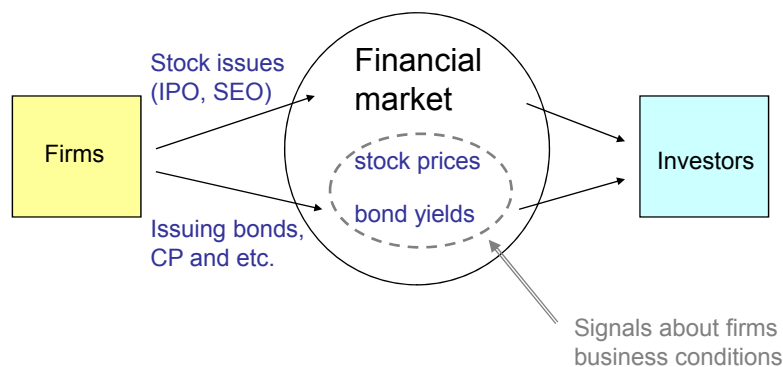 Stock issues
(IPO, SEO)
Financial
market
Firms
stock prices
bond yields
Investors
Issuing bonds,
CP and etc.
Signals about firms
business conditions